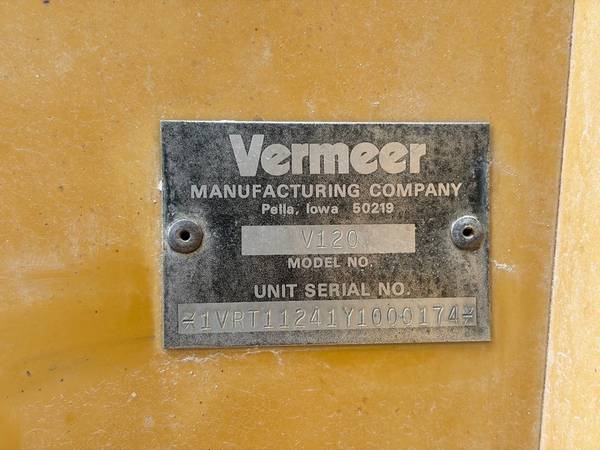 Vermeer
MANUFACTURING COMPANY
Pella, Iowa 50219
V120
MODEL NO.
UNIT SERIAL NO.
1VRT11241Y1000174